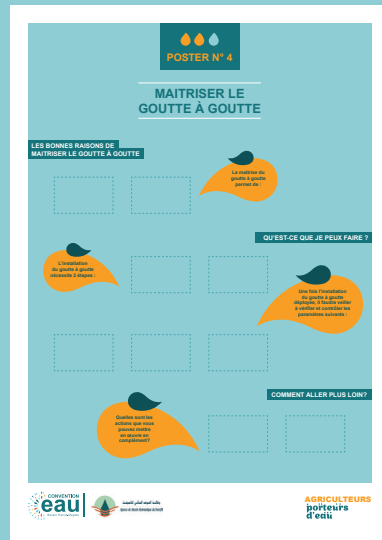 POSTER N° 4
MAITRISER LE
GOUTTE À GOUTTE
LES BONNES RAISONS DE
MAITRISER LE GOUTTE À GOUTTE
La maîtrise du
goutte à goutte
permet de :
QU'EST-CE QUE JE PEUX FAIRE ?
L'installation
du goutte à goutte
nécessite 2 étapes :
Une fois l'installation
du goutte à goutte
déployée, il faudra veiller
à vérifier et contrôler les
paramètres suivants :
COMMENT ALLER PLUS LOIN?
Quelles sont les
actions que vous
pouvez mettre
en œuvre en
complément?
CONVENTION
eau
AGRICULTEURS
porteurs
d'eau